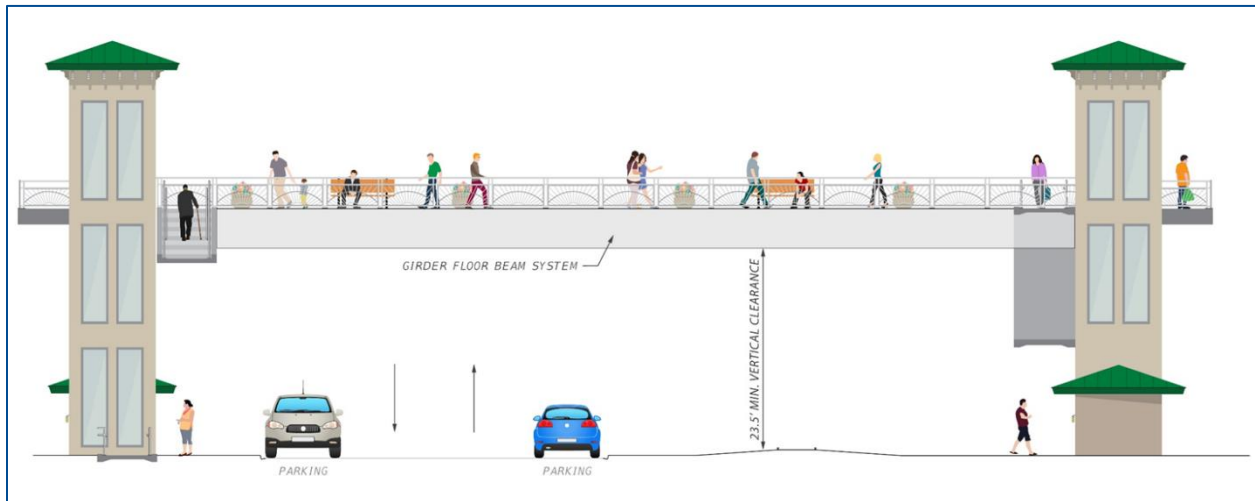 GIRDER FLOOR BEAM SYSTEM
23.5' MIN. VERTICAL CLEARANCE
PARKING
PARKING